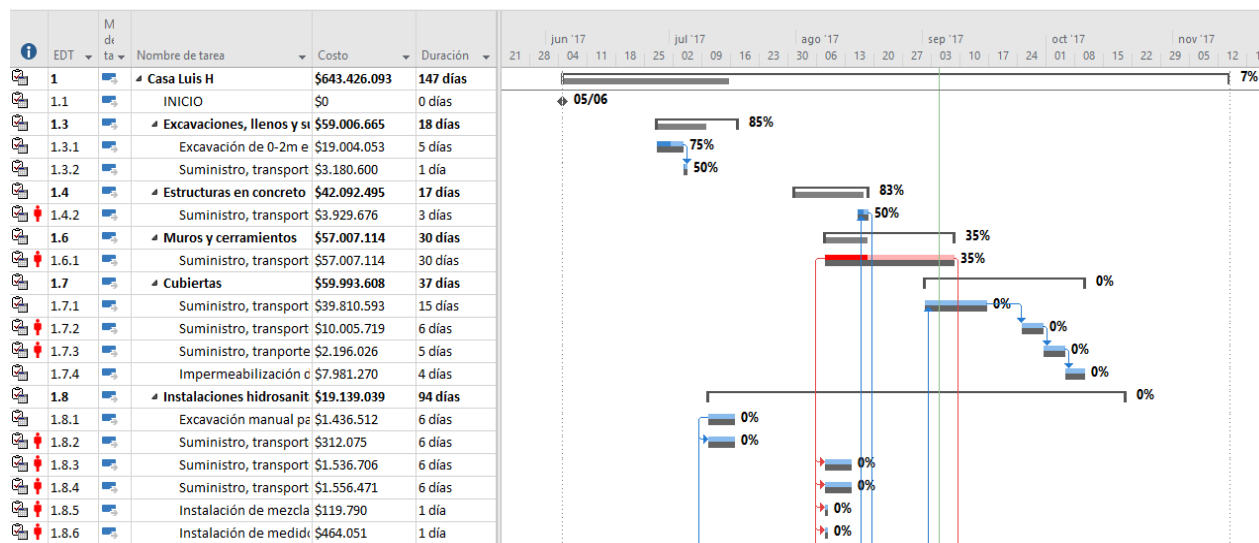 M
de
ta
EDT Nombre de tarea Costo Duración
jun '17 jul '17 ago '17 sep '17 oct '17 nov '17
21 28 04 11 18 25 02 09 16 23 30 06 13 20 27 03 10 17 24 01 08 15 22 29 05 12
1 Casa Luis H $643.426.093 147 días 7%
1.1 INICIO $0 0 días 05/06
1.3 Excavaciones, llenos y $59.006.665 18 días 85%
1.3.1 Excavación de 0-2m e $19.004.053 5 días 75%
1.3.2 Suministro, transport $3.180.600 1 día 50%
1.4 Estructuras en concreto $42.092.495 17 días 83%
1.4.2 Suministro, transport $3.929.676 3 días 50%
1.6 Muros y cerramientos $57.007.114 30 días 35%
1.6.1 Suministro, transport $57.007.114 30 días 35%
1.7 Cubiertas $59.993.608 37 días 0%
1.7.1 Suministro, transport $39.810.593 15 días 0%
1.7.2 Suministro, transport $10.005.719 6 días 0%
1.7.3 Suministro, tranporte $2.196.026 5 días 0%
1.7.4 Impermeabilización d $7.981.270 4 días 0%
1.8 Instalaciones hidrosanit $19.139.039 94 días 0%
1.8.1 Excavación manual pa $1.436.512 6 días 0%
1.8.2 Suministro, transport $312.075 6 días 0%
1.8.3 Suministro, transport $1.536.706 6 días 0%
1.8.4 Suministro, transport $1.556.471 6 días 0%
1.8.5 Instalación de mezcla $119.790 1 día 0%
1.8.6 Instalación de medido $464.051 1 día 0%